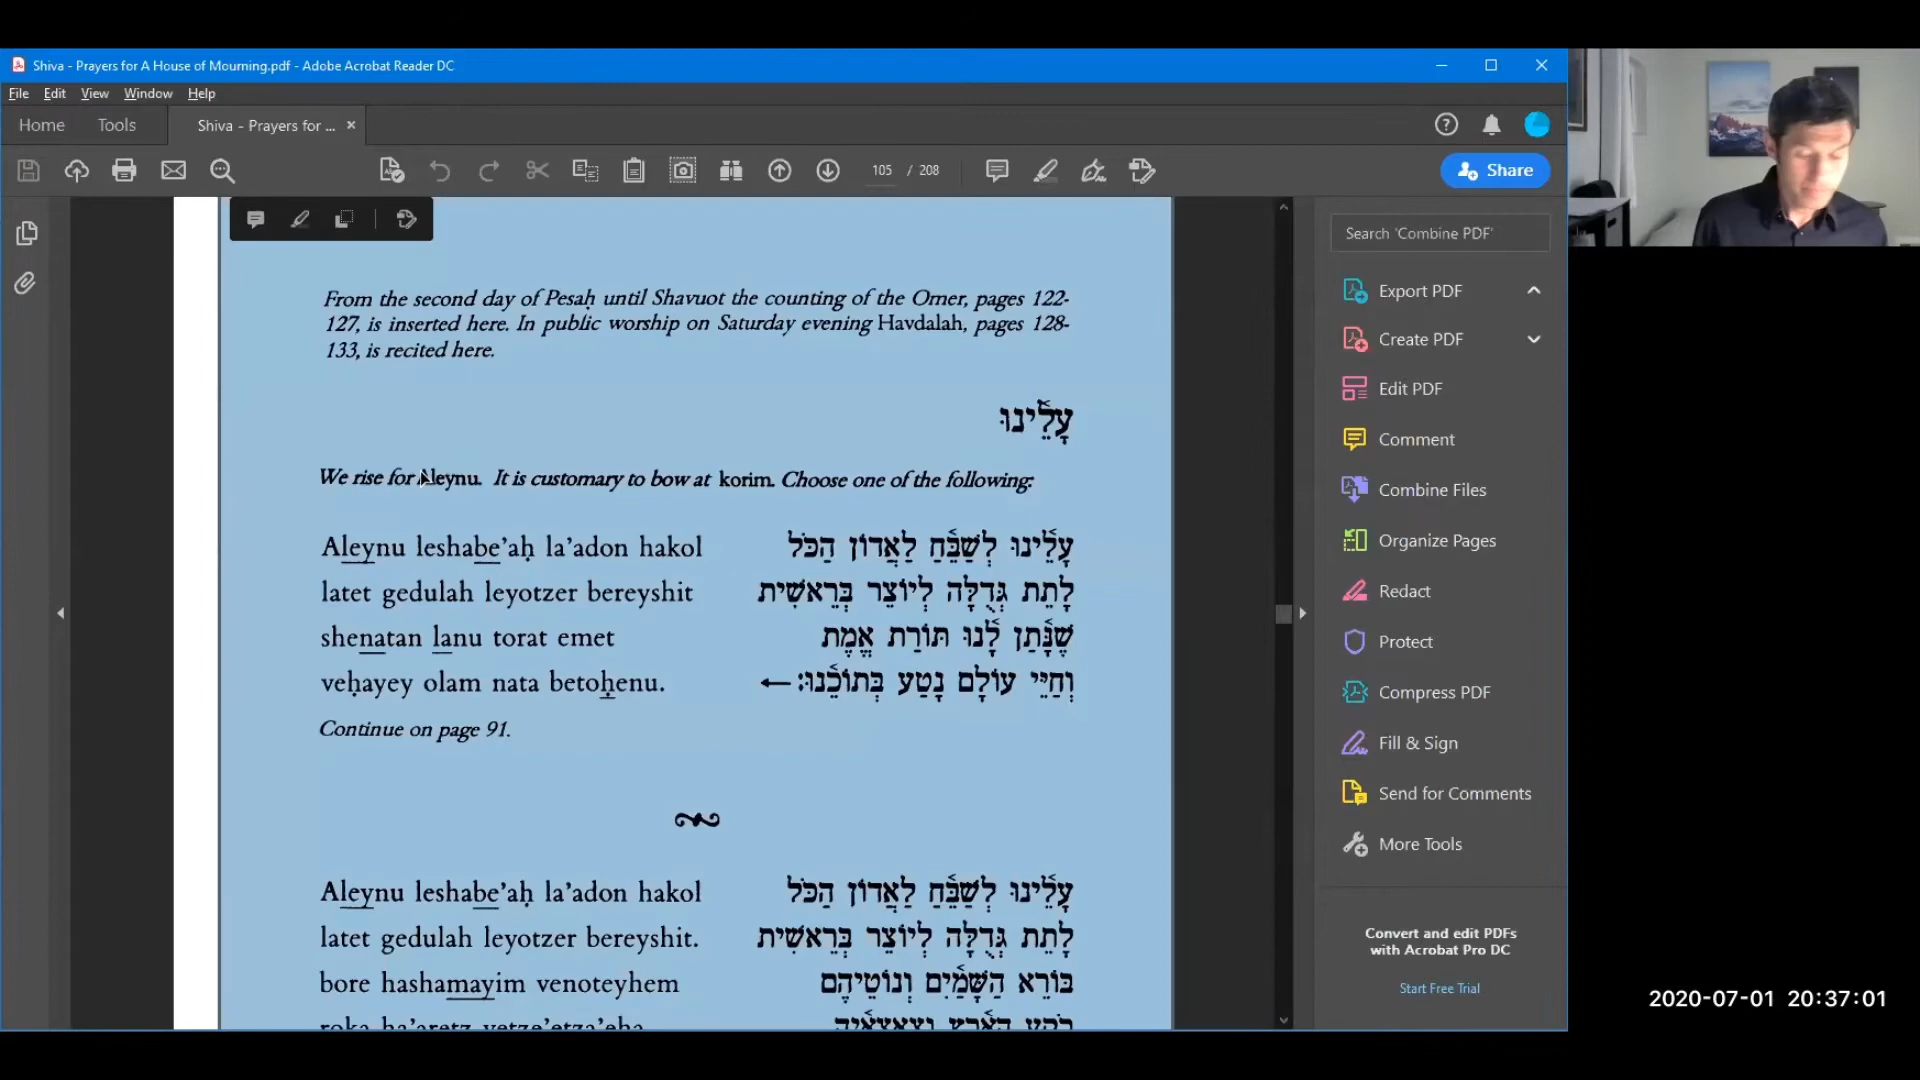 Shiva - Prayers for A House of Mourning.pdf - Adobe Acrobat Reader DC
File Edit View Window Help
Home Tools Shiva - Prayers for ... ×
105 / 208
Share
Search 'Combine PDF'
Export PDF
Create PDF
Edit PDF
Comment
Combine Files
Organize Pages
Redact
Protect
Compress PDF
Fill & Sign
Send for Comments
More Tools
Convert and edit PDFs
with Acrobat Pro DC
Start Free Trial
From the second day of Pesaḥ until Shavuot the counting of the Omer, pages 122-
127, is inserted here. In public worship on Saturday evening Havdalah, pages 128-
133, is recited here.
עָלֵֽינוּ
We rise for Aleynu. It is customary to bow at korim. Choose one of the following:
Aleynu leshabe'aḥ la'adon hakol
latet gedulah leyotzer bereyshit
shenatan lanu torat emet
veḥayey olam nata betoḥenu.
עָלֵֽינוּ לְשַׁבֵּֽחַ לַאֲדוֹן הַכֹּל
לָתֵת גְּדֻלָּה לְיוֹצֵר בְּרֵאשִׁית
שֶׁנָּֽתַן לָֽנוּ תּוֹרַת אֱמֶת
וְחַיֵּי עוֹלָם נָטַע בְּתוֹכֵֽנוּ: ←
Continue on page 91.
Aleynu leshabe'aḥ la'adon hakol
latet gedulah leyotzer bereyshit.
bore hashamayim venoteyhem
roka ha'aretz vetze'etza'eha
עָלֵֽינוּ לְשַׁבֵּֽחַ לַאֲדוֹן הַכֹּל
לָתֵת גְּדֻלָּה לְיוֹצֵר בְּרֵאשִׁית
בּוֹרֵא הַשָּׁמַֽיִם וְנוֹטֵיהֶם
רֹקַע הָאָֽרֶץ וְצֶאֱצָאֶֽיהָ
2020-07-01 20:37:01